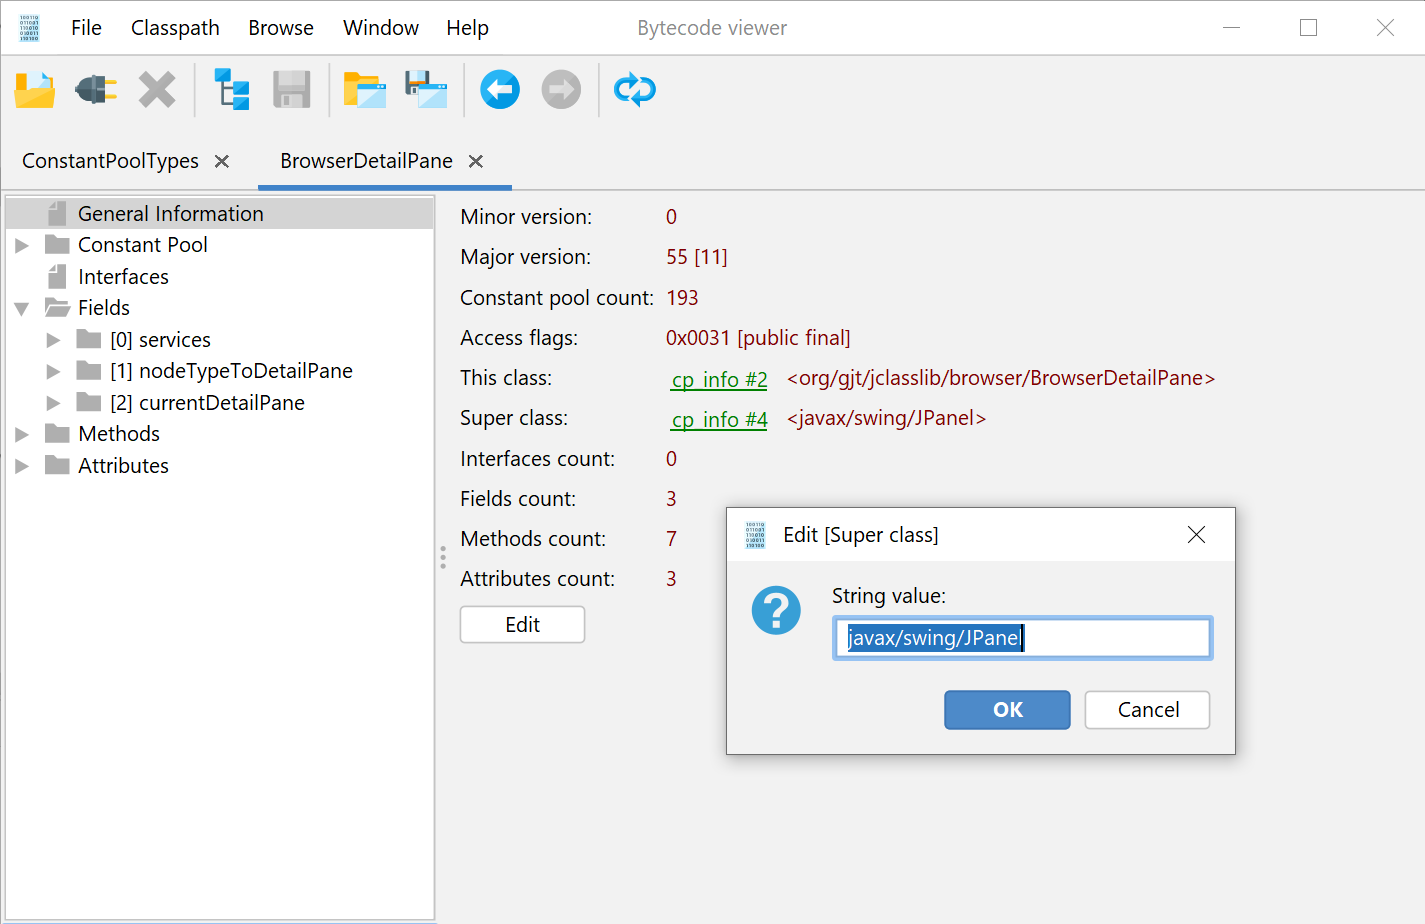 File Classpath Browse Window Help Bytecode viewer
ConstantPoolTypes BrowserDetailPane
General Information
Constant Pool
Interfaces
Fields
[0] services
[1] nodeTypeToDetailPane
[2] currentDetailPane
Methods
Attributes
Minor version: 0
Major version: 55 [11]
Constant pool count: 193
Access flags: 0x0031 [public final]
This class: cp_info #2 <org/gjt/jclasslib/browser/BrowserDetailPane>
Super class: cp_info #4 <javax/swing/JPanel>
Interfaces count: 0
Fields count: 3
Methods count: 7
Attributes count: 3
Edit
Edit [Super class]
String value:
javax/swing/JPanel
OK Cancel